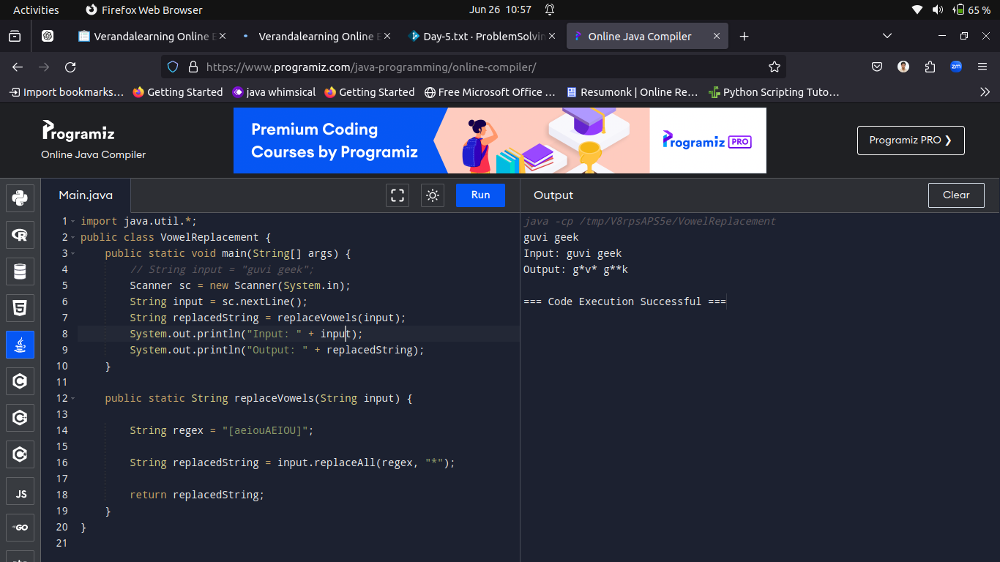 Activities
Firefox Web Browser
Jun 26 10:57
65 %
Verandalearning Online E
Verandalearning Online E
Day-5.txt · ProblemSolvin
Online Java Compiler
https://www.programiz.com/java-programming/online-compiler/
zm
Import bookmarks...
Getting Started
java whimsical
Getting Started
Free Microsoft Office ...
Resumonk | Online Re...
Python Scripting Tuto...
Programiz
Online Java Compiler
Premium Coding
Courses by Programiz
Programiz PRO
Programiz PRO ❯
Main.java
Run
Output
Clear
1 import java.util.*;
2 public class VowelReplacement {
3     public static void main(String[] args) {
4         // String input = "guvi geek";
5         Scanner sc = new Scanner(System.in);
6         String input = sc.nextLine();
7         String replacedString = replaceVowels(input);
8         System.out.println("Input: " + input);
9         System.out.println("Output: " + replacedString);
10     }
11
12     public static String replaceVowels(String input) {
13
14         String regex = "[aeiouAEIOU]";
15
16         String replacedString = input.replaceAll(regex, "*");
17
18         return replacedString;
19     }
20 }
21
java -cp /tmp/V8rpsAPS5e/VowelReplacement
guvi geek
Input: guvi geek
Output: g*v* g**k
=== Code Execution Successful ===
R
5
C
C
C
JS
GO